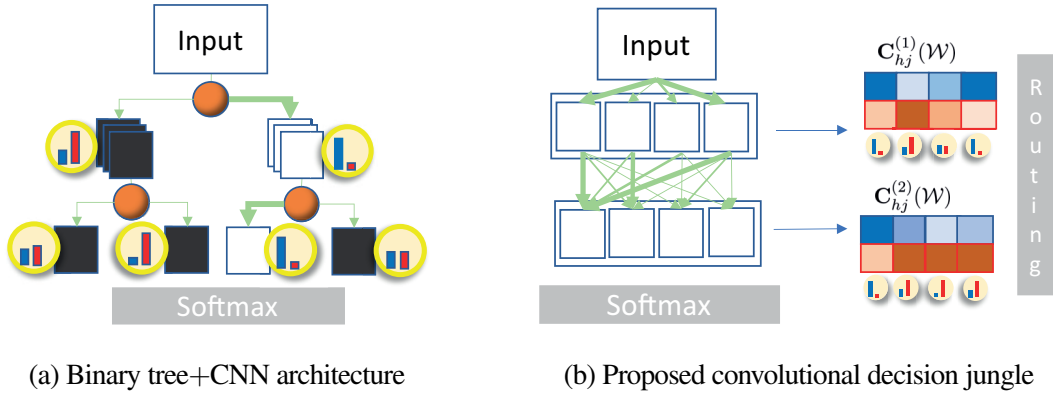 Input
Softmax
(a) Binary tree+CNN architecture
Input
C_{hj}^{(1)}(𝒲)
C_{hj}^{(2)}(𝒲)
Routing
Softmax
(b) Proposed convolutional decision jungle